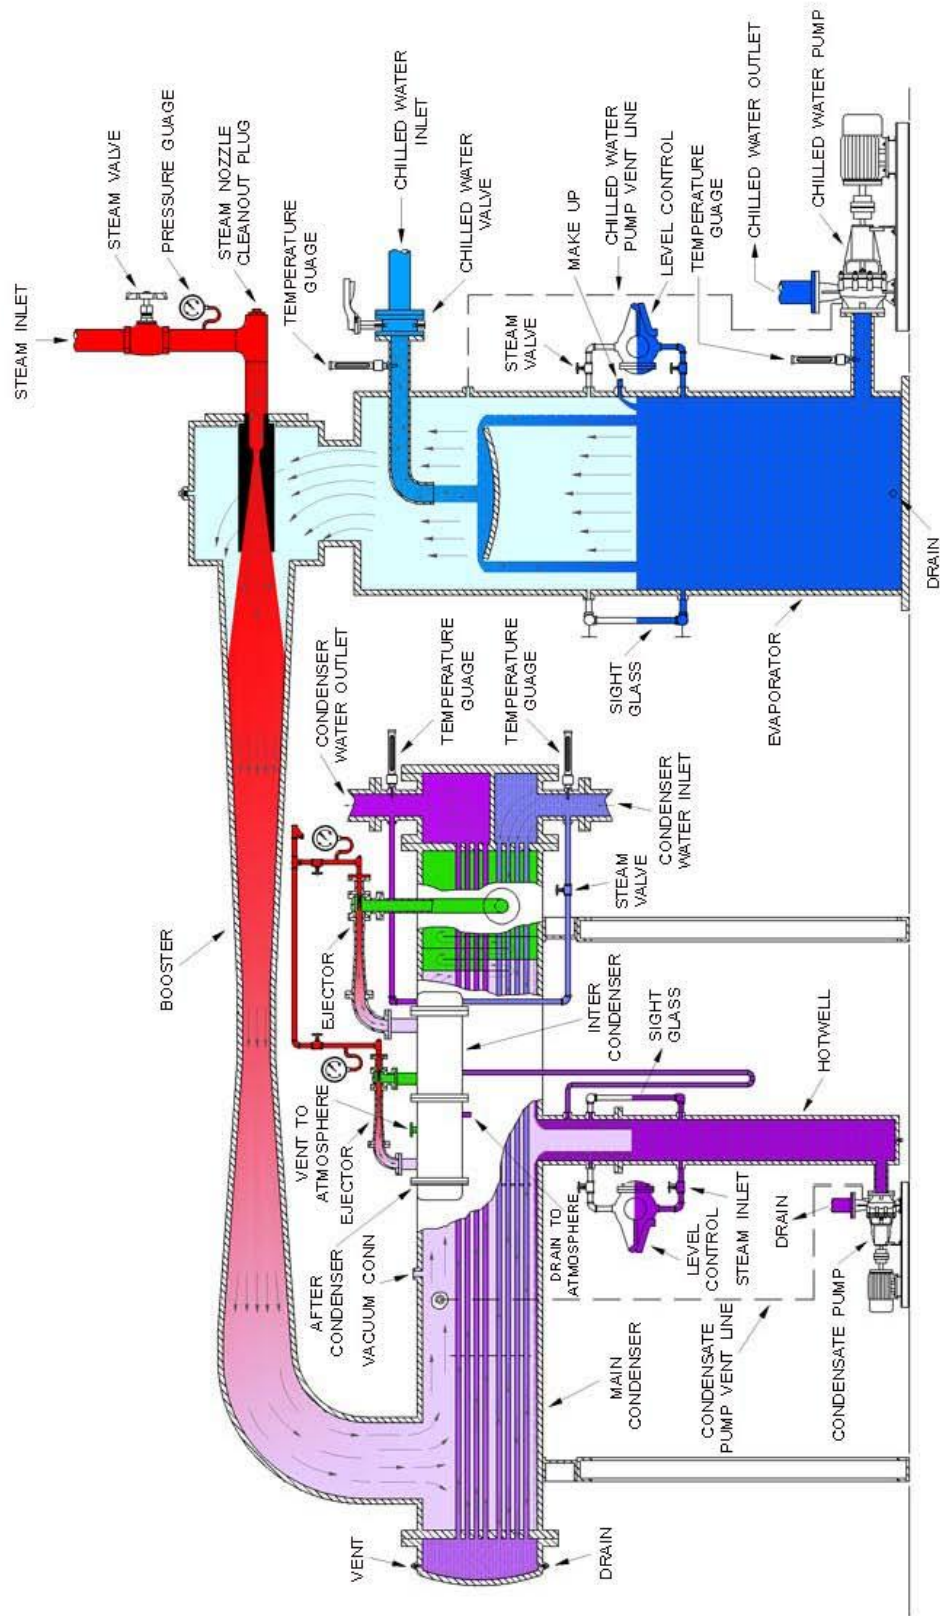 STEAM INLET
STEAM VALVE
PRESSURE GUAGE
STEAM NOZZLE
CLEANOUT PLUG
TEMPERATURE
GUAGE
CHILLED WATER
INLET
CHILLED WATER
VALVE
CHILLED WATER
PUMP VENT LINE
MAKE UP
LEVEL CONTROL
STEAM
VALVE
TEMPERATURE
GUAGE
CHILLED WATER OUTLET
CHILLED WATER PUMP
DRAIN
EVAPORATOR
SIGHT
GLASS
BOOSTER
CONDENSER
WATER OUTLET
TEMPERATURE
GUAGE
TEMPERATURE
GUAGE
CONDENSER
WATER INLET
STEAM
VALVE
EJECTOR
INTER
CONDENSER
SIGHT
GLASS
HOTWELL
VENT TO
ATMOSPHERE
EJECTOR
AFTER
CONDENSER
VACUUM CONN
DRAIN TO
ATMOSPHERE
LEVEL
CONTROL
STEAM INLET
DRAIN
MAIN
CONDENSER
CONDENSATE
PUMP VENT LINE
CONDENSATE PUMP
VENT
DRAIN